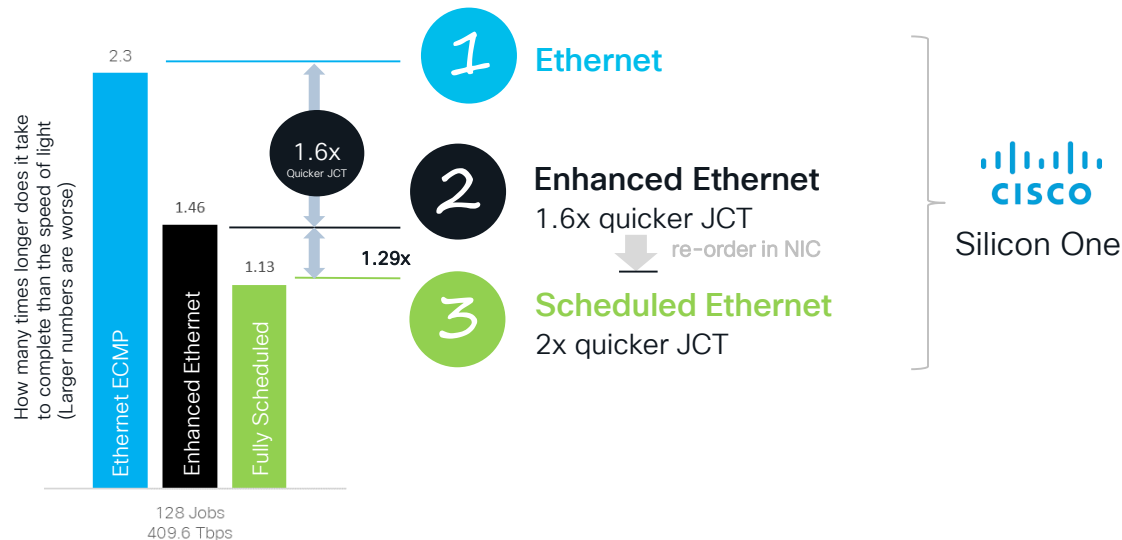 How many times longer does it take
to complete than the speed of light
(Larger numbers are worse)
2.3
1.46
1.13
Ethernet ECMP
Enhanced Ethernet
Fully Scheduled
128 Jobs
409.6 Tbps
1.6x
Quicker JCT
1.29x
1
Ethernet
2
Enhanced Ethernet
1.6x quicker JCT
re-order in NIC
3
Scheduled Ethernet
2x quicker JCT
CISCO
Silicon One